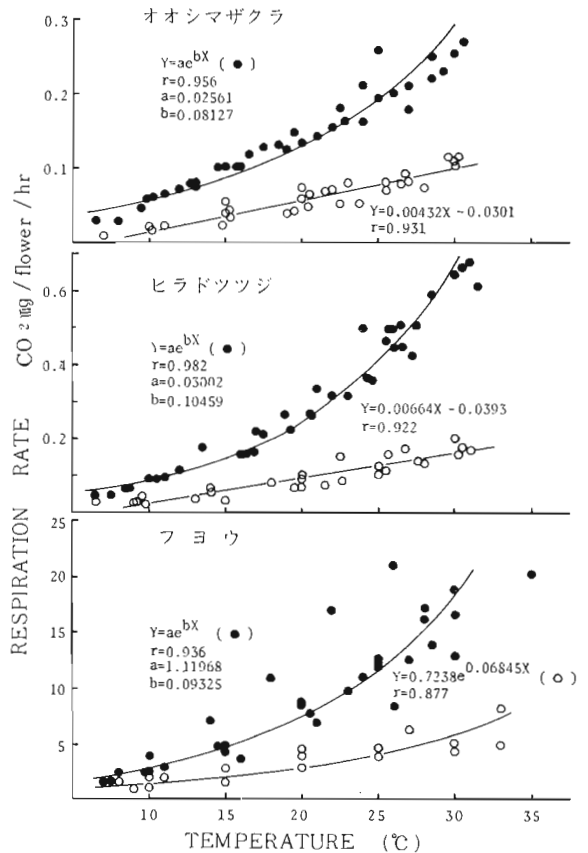 オオシマザクラ
0.3
0.2
0.1
Y=ae^bX ( ● )
r=0.956
a=0.02561
b=0.08127
Y=0.00432X -0.0301
r=0.931
ヒラドツツジ
0.6
0.4
0.2
Y=ae^bX ( ● )
r=0.982
a=0.03002
b=0.10459
Y=0.00664X -0.0393
r=0.922
フヨウ
25
20
15
10
5
Y=ae^bX ( ● )
r=0.936
a=1.11968
b=0.09325
Y=0.7238e^0.06845X ( ○ )
r=0.877
5 10 15 20 25 30 35
TEMPERATURE (℃)
RESPIRATION RATE CO2 mg/flower/hr